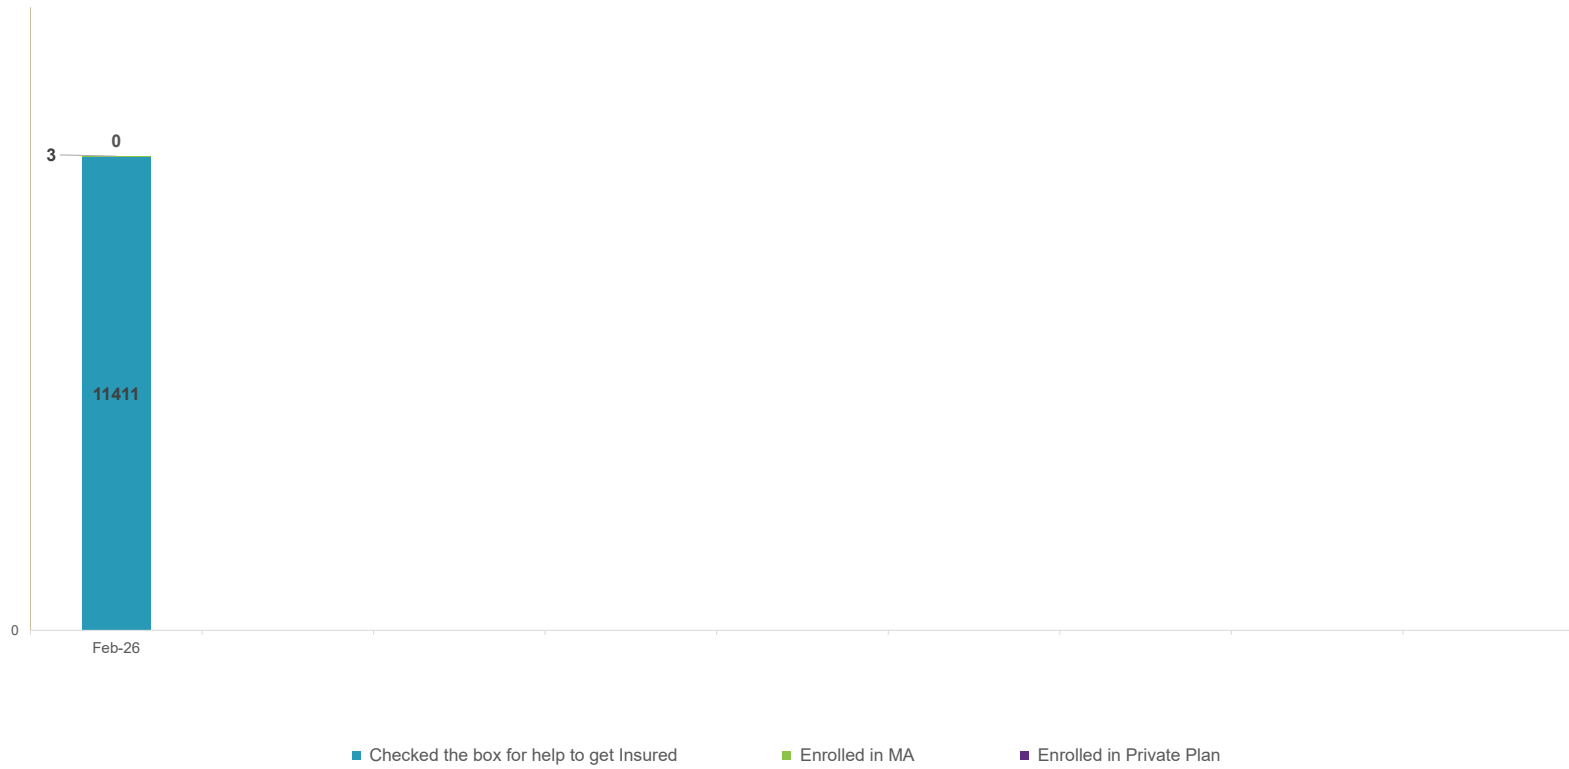 0
3
11411
0
Feb-26
Checked the box for help to get Insured
Enrolled in MA
Enrolled in Private Plan